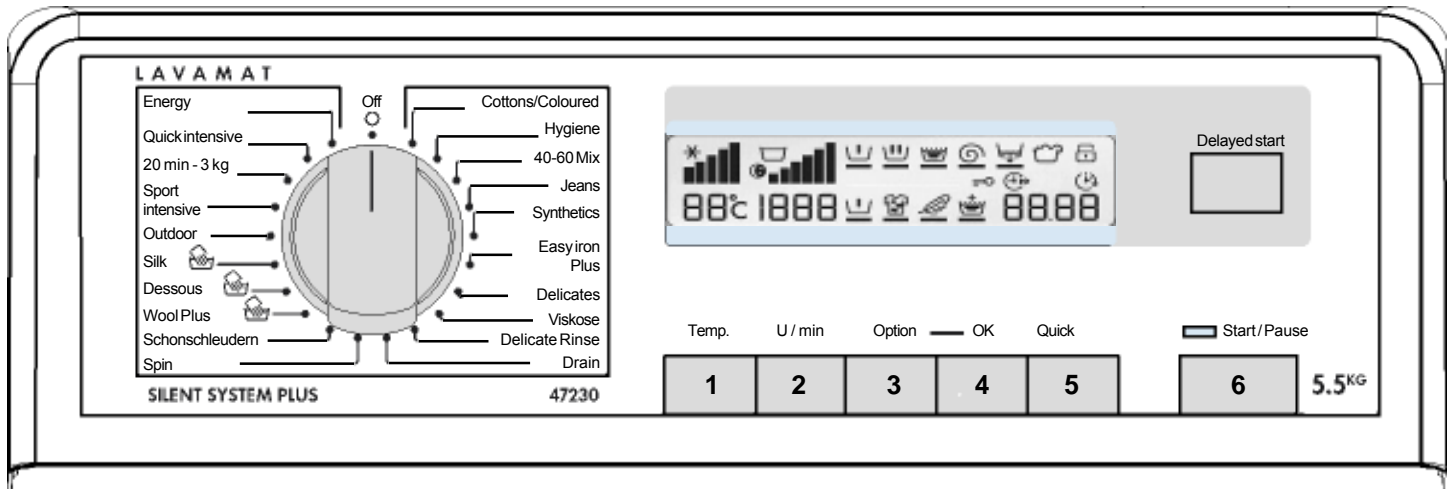 LAVAMAT
Energy
Quick intensive
20 min - 3 kg
Sport
intensive
Outdoor
Silk
Dessous
Wool Plus
Schonschleudern
Spin
Off
Cottons/Coloured
Hygiene
40-60 Mix
Jeans
Synthetics
Easy iron
Plus
Delicates
Viskose
Delicate Rinse
Drain
SILENT SYSTEM PLUS
47230
88°C 1888 88.88
Delayed start
Temp. U / min Option OK Quick Start / Pause
1 2 3 4 5 6 5.5KG